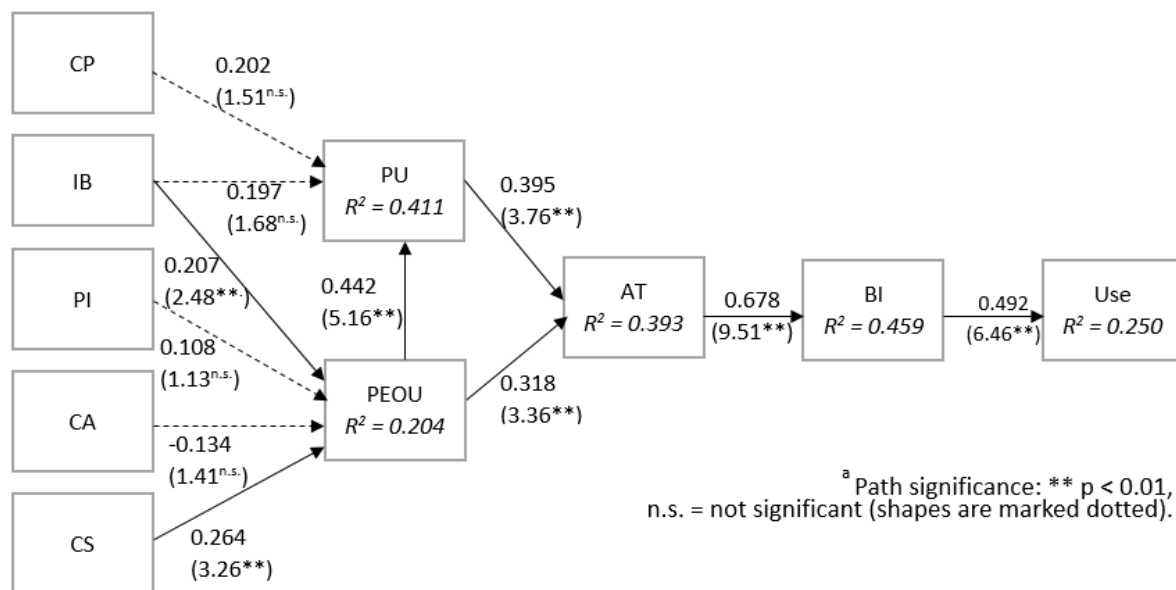 CP
0.202
(1.51n.s.)
IB
PU
R² = 0.411
0.197
(1.68n.s.)
0.395
(3.76**)
PI
0.207
(2.48**.
0.442
(5.16**)
AT
R² = 0.393
0.678
(9.51**)
BI
R² = 0.459
0.492
(6.46**)
Use
R² = 0.250
0.108
(1.13n.s.)
PEOU
R² = 0.204
0.318
(3.36**)
CA
-0.134
(1.41n.s.)
CS
0.264
(3.26**)
a Path significance: ** p < 0.01,
n.s. = not significant (shapes are marked dotted).